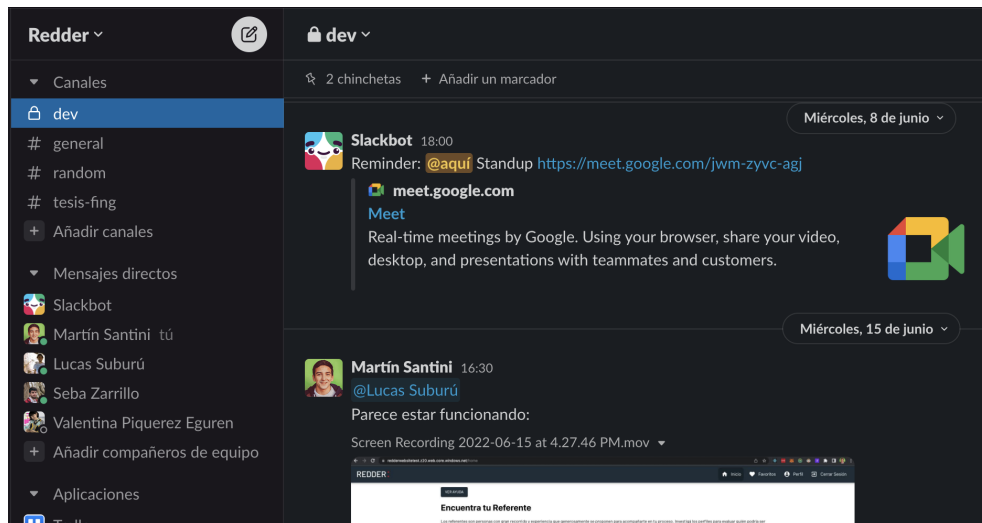 Redder
dev
Canales
dev
# general
# random
# tesis-fing
+ Añadir canales
Mensajes directos
Slackbot
Martín Santini tú
Lucas Suburú
Seba Zarrillo
Valentina Piquerez Eguren
+ Añadir compañeros de equipo
Aplicaciones
2 chinchetas + Añadir un marcador
Miércoles, 8 de junio
Slackbot 18:00
Reminder: @aquí Standup https://meet.google.com/jwm-zyvc-agj
meet.google.com
Meet
Real-time meetings by Google. Using your browser, share your video,
desktop, and presentations with teammates and customers.
Miércoles, 15 de junio
Martín Santini 16:30
@Lucas Suburú
Parece estar funcionando:
Screen Recording 2022-06-15 at 4.27.46 PM.mov
REDDER
Inicio Favoritos Perfil Cerrar Sesión
Encuentra tu Referente